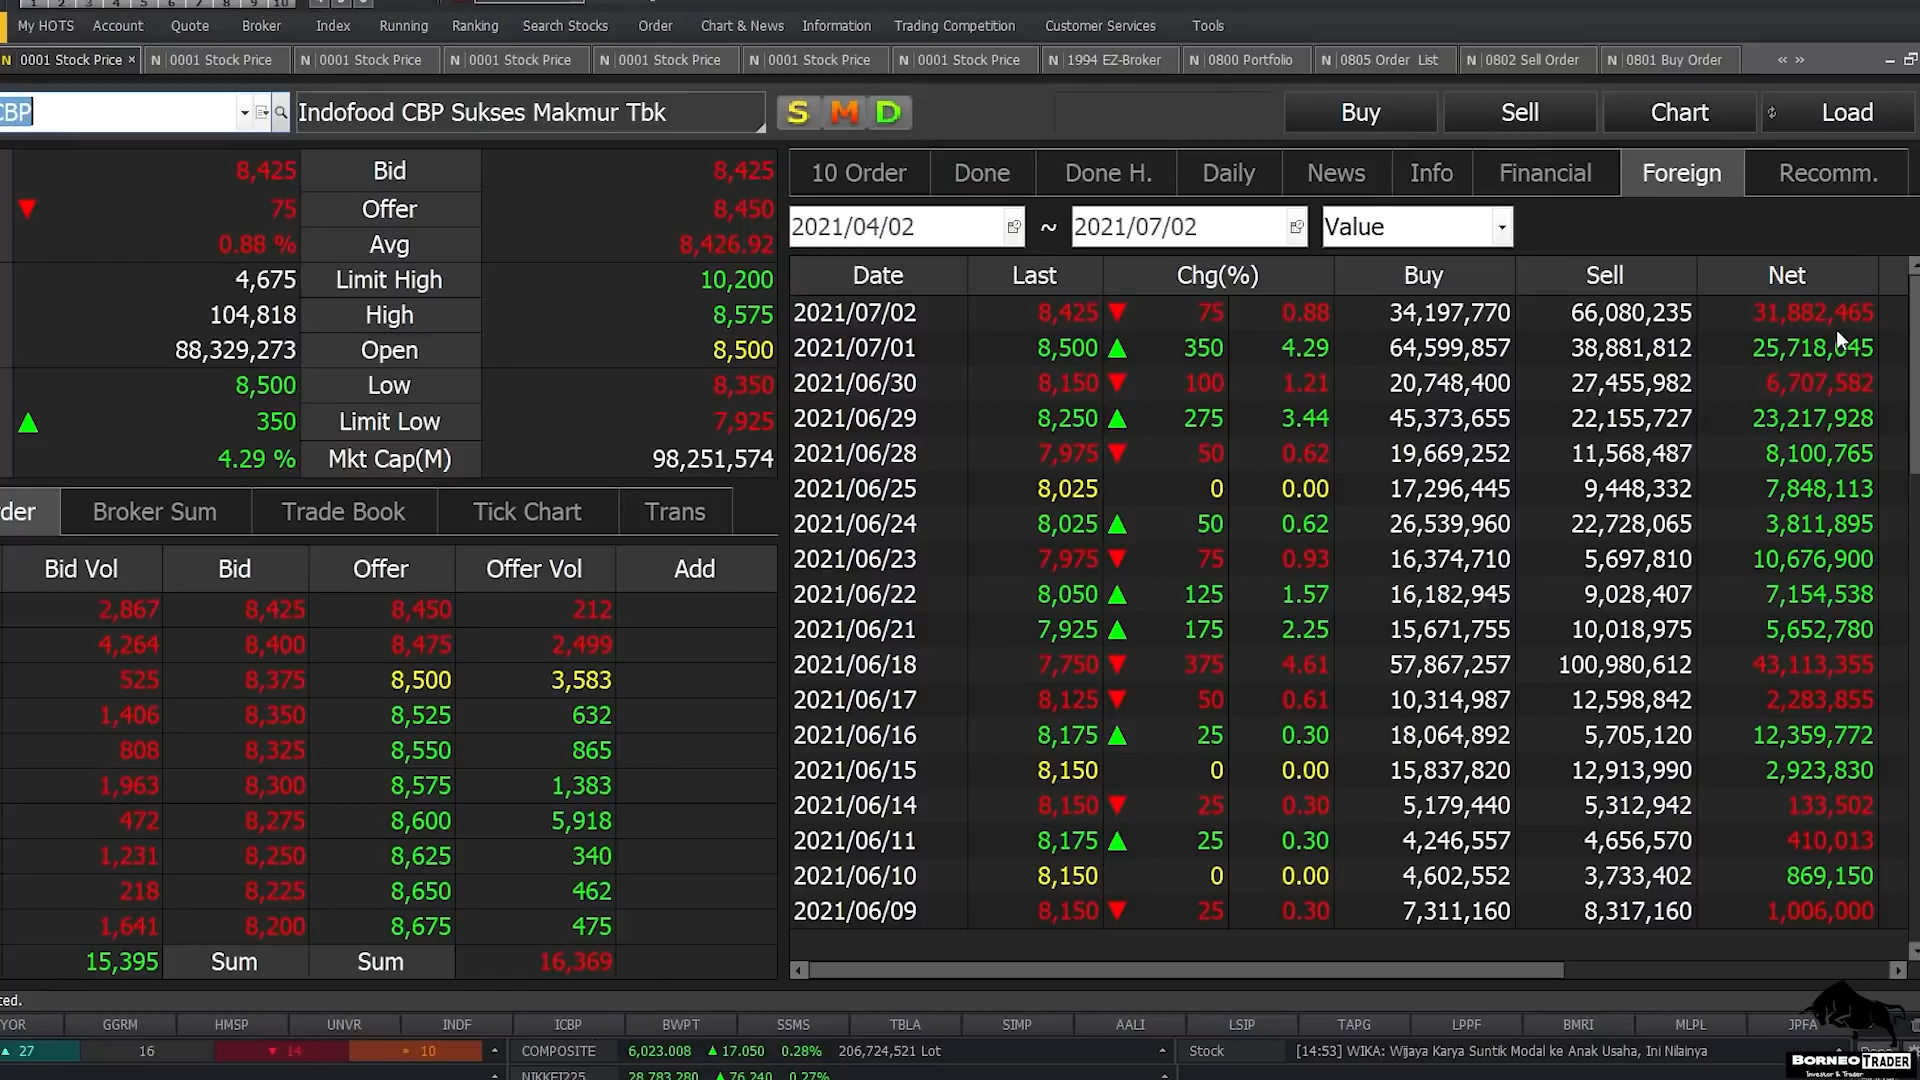 My HOTS Account Quote Broker Index Running Ranking Search Stocks Order Chart & News Information Trading Competition Customer Services Tools
N 0001 Stock Price × N 0001 Stock Price N 0001 Stock Price N 0001 Stock Price N 0001 Stock Price N 0001 Stock Price N 0001 Stock Price N 1994 EZ-Broker N 0800 Portfolio N 0805 Order List N 0802 Sell Order N 0801 Buy Order
CBP Indofood CBP Sukses Makmur Tbk S M D Buy Sell Chart Load
8,425 Bid 8,425
▼ 75 Offer 8,450
0.88 % Avg 8,426.92
4,675 Limit High 10,200
104,818 High 8,575
88,329,273 Open 8,500
8,500 Low 8,350
▲ 350 Limit Low 7,925
4.29 % Mkt Cap(M) 98,251,574
der Broker Sum Trade Book Tick Chart Trans
Bid Vol Bid Offer Offer Vol Add
2,867 8,425 8,450 212
4,264 8,400 8,475 2,499
525 8,375 8,500 3,583
1,406 8,350 8,525 632
808 8,325 8,550 865
1,963 8,300 8,575 1,383
472 8,275 8,600 5,918
1,231 8,250 8,625 340
218 8,225 8,650 462
1,641 8,200 8,675 475
15,395 Sum Sum 16,369
10 Order Done Done H. Daily News Info Financial Foreign Recomm.
2021/04/02 ~ 2021/07/02 Value
Date Last Chg(%) Buy Sell Net
2021/07/02 8,425 ▼ 75 0.88 34,197,770 66,080,235 31,882,465
2021/07/01 8,500 ▲ 350 4.29 64,599,857 38,881,812 25,718,045
2021/06/30 8,150 ▼ 100 1.21 20,748,400 27,455,982 6,707,582
2021/06/29 8,250 ▲ 275 3.44 45,373,655 22,155,727 23,217,928
2021/06/28 7,975 ▼ 50 0.62 19,669,252 11,568,487 8,100,765
2021/06/25 8,025 0 0.00 17,296,445 9,448,332 7,848,113
2021/06/24 8,025 ▲ 50 0.62 26,539,960 22,728,065 3,811,895
2021/06/23 7,975 ▼ 75 0.93 16,374,710 5,697,810 10,676,900
2021/06/22 8,050 ▲ 125 1.57 16,182,945 9,028,407 7,154,538
2021/06/21 7,925 ▲ 175 2.25 15,671,755 10,018,975 5,652,780
2021/06/18 7,750 ▼ 375 4.61 57,867,257 100,980,612 43,113,355
2021/06/17 8,125 ▼ 50 0.61 10,314,987 12,598,842 2,283,855
2021/06/16 8,175 ▲ 25 0.30 18,064,892 5,705,120 12,359,772
2021/06/15 8,150 0 0.00 15,837,820 12,913,990 2,923,830
2021/06/14 8,150 ▼ 25 0.30 5,179,440 5,312,942 133,502
2021/06/11 8,175 ▲ 25 0.30 4,246,557 4,656,570 410,013
2021/06/10 8,150 0 0.00 4,602,552 3,733,402 869,150
2021/06/09 8,150 ▼ 25 0.30 7,311,160 8,317,160 1,006,000
ted.
YOR GGRM HMSP UNVR INDF ICBP BWPT SSMS TBLA SIMP AALI LSIP TAPG LPPF BMRI MLPL JPFA
▲ 27 16 ▼ 14 = 10 COMPOSITE 6,023.008 ▲ 17.050 0.28% 206,724,521 Lot Stock [14:53] WIKA: Wijaya Karya Suntik Modal ke Anak Usaha, Ini Nilainya
NIKKEI225 28,783.280 ▲ 76.240 0.27%
BORNEO TRADER
Investor & Trader